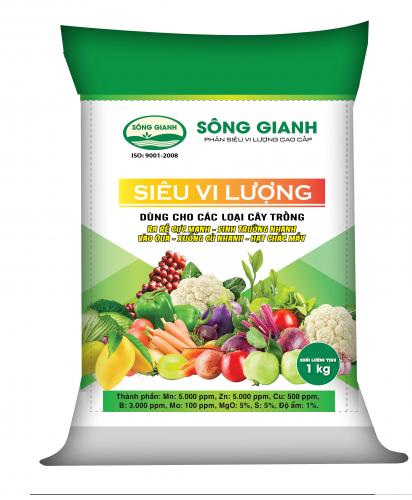 SÔNG GIANH
ISO: 9001-2008
SÔNG GIANH
PHÂN SIÊU VI LƯỢNG CAO CẤP
SIÊU VI LƯỢNG
DÙNG CHO CÁC LOẠI CÂY TRỒNG
RA RỄ CỰC MẠNH - SINH TRƯỞNG NHANH
VÀO QUẢ - XUỐNG CỦ NHANH - HẠT CHẮC MẨY
KHỐI LƯỢNG TỊNH
1 kg
Thành phần: Mn: 5.000 ppm, Zn: 5.000 ppm, Cu: 500 ppm,
B: 3.000 ppm, Mo: 100 ppm, MgO: 5%, S: 5%, Độ ẩm: 1%.